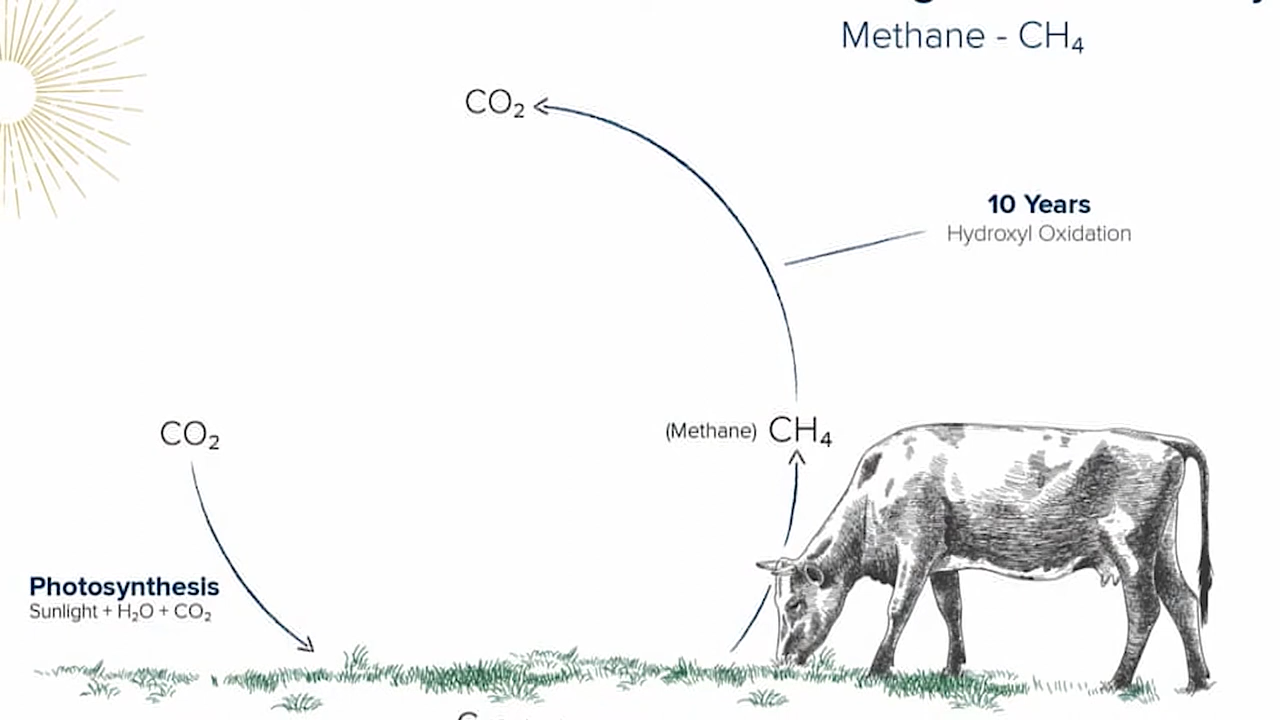 Methane - CH₄
CO₂
10 Years
Hydroxyl Oxidation
(Methane) CH₄
CO₂
Photosynthesis
Sunlight + H₂O + CO₂